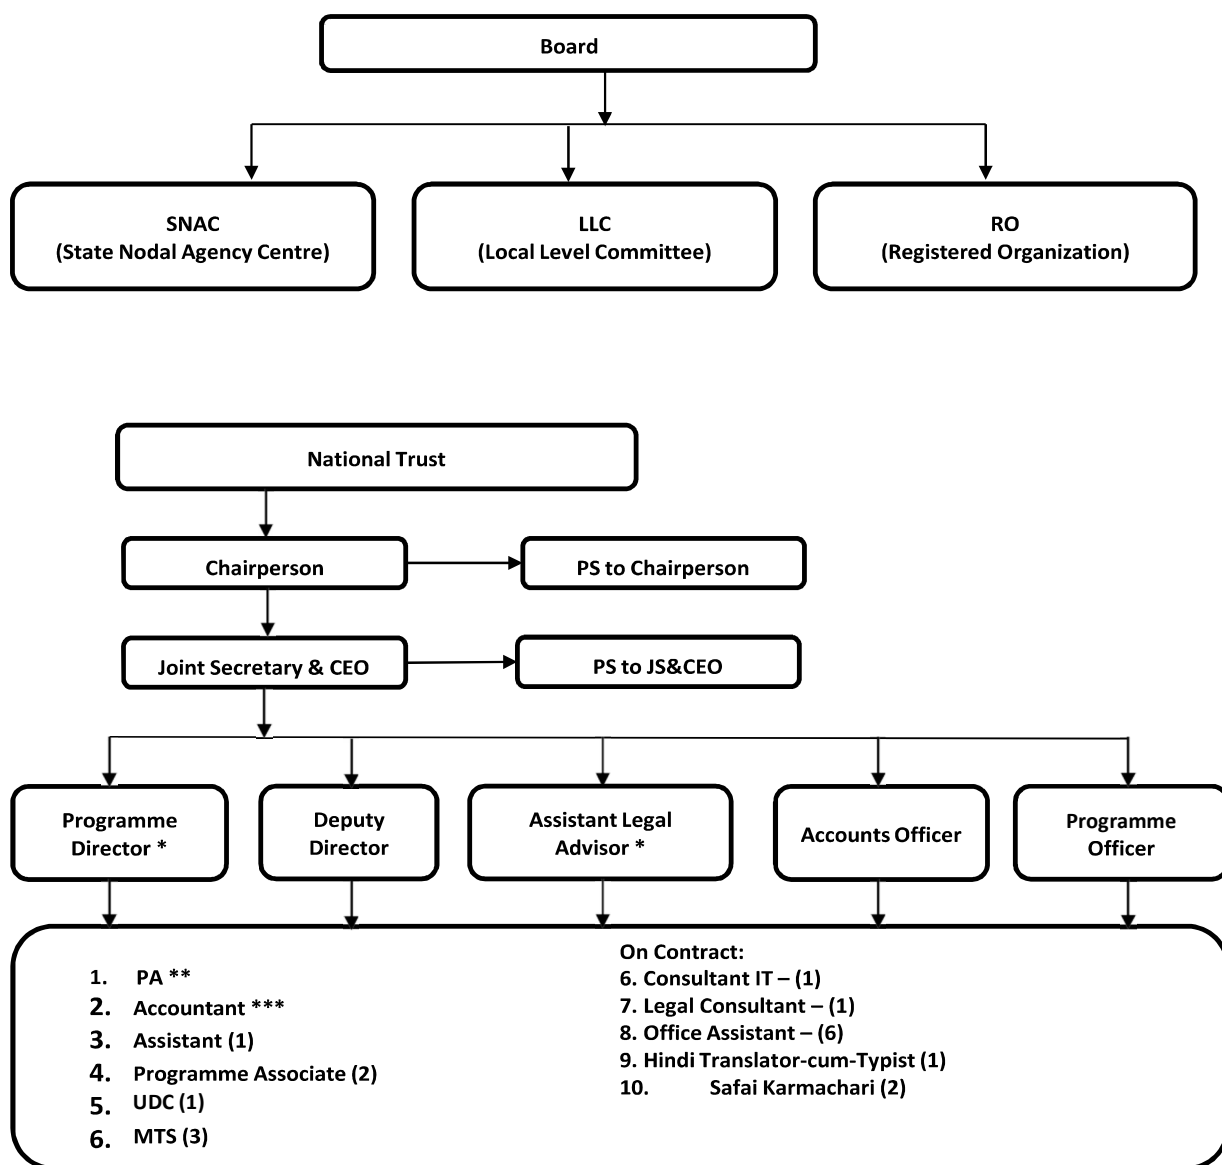 Board
SNAC
(State Nodal Agency Centre)
LLC
(Local Level Committee)
RO
(Registered Organization)
National Trust
Chairperson
PS to Chairperson
Joint Secretary & CEO
PS to JS&CEO
Programme
Director *
Deputy
Director
Assistant Legal
Advisor *
Accounts Officer
Programme
Officer
1. PA **
2. Accountant ***
3. Assistant (1)
4. Programme Associate (2)
5. UDC (1)
6. MTS (3)
On Contract:
6. Consultant IT – (1)
7. Legal Consultant – (1)
8. Office Assistant – (6)
9. Hindi Translator-cum-Typist (1)
10. Safai Karmachari (2)